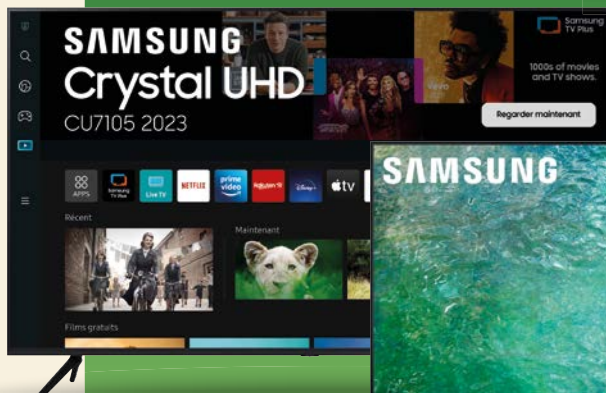 SAMSUNG
Crystal UHD
CU7105 2023
Samsung
TV Plus
1000s of movies
and TV shows.
vevo
Regarder maintenant
APPS
Samsung
TV Plus
Live TV
NETFLIX
prime
video
Rakuten TV
Disney+
tv
Récent
Maintenant
Films gratuits
SAMSUNG